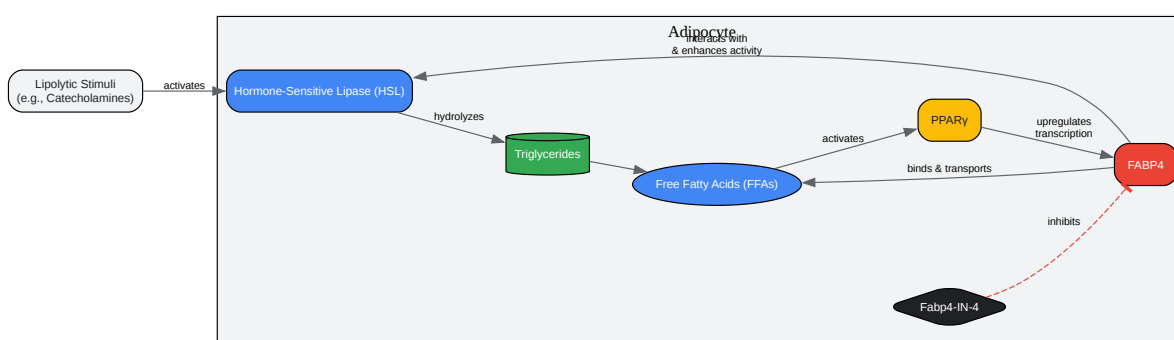 Adipocyte
interacts with
& enhances activity
Lipolytic Stimuli
(e.g., Catecholamines)
activates
Hormone-Sensitive Lipase (HSL)
hydrolyzes
Triglycerides
Free Fatty Acids (FFAs)
activates
PPARγ
upregulates
transcription
FABP4
binds & transports
inhibits
Fabp4-IN-4